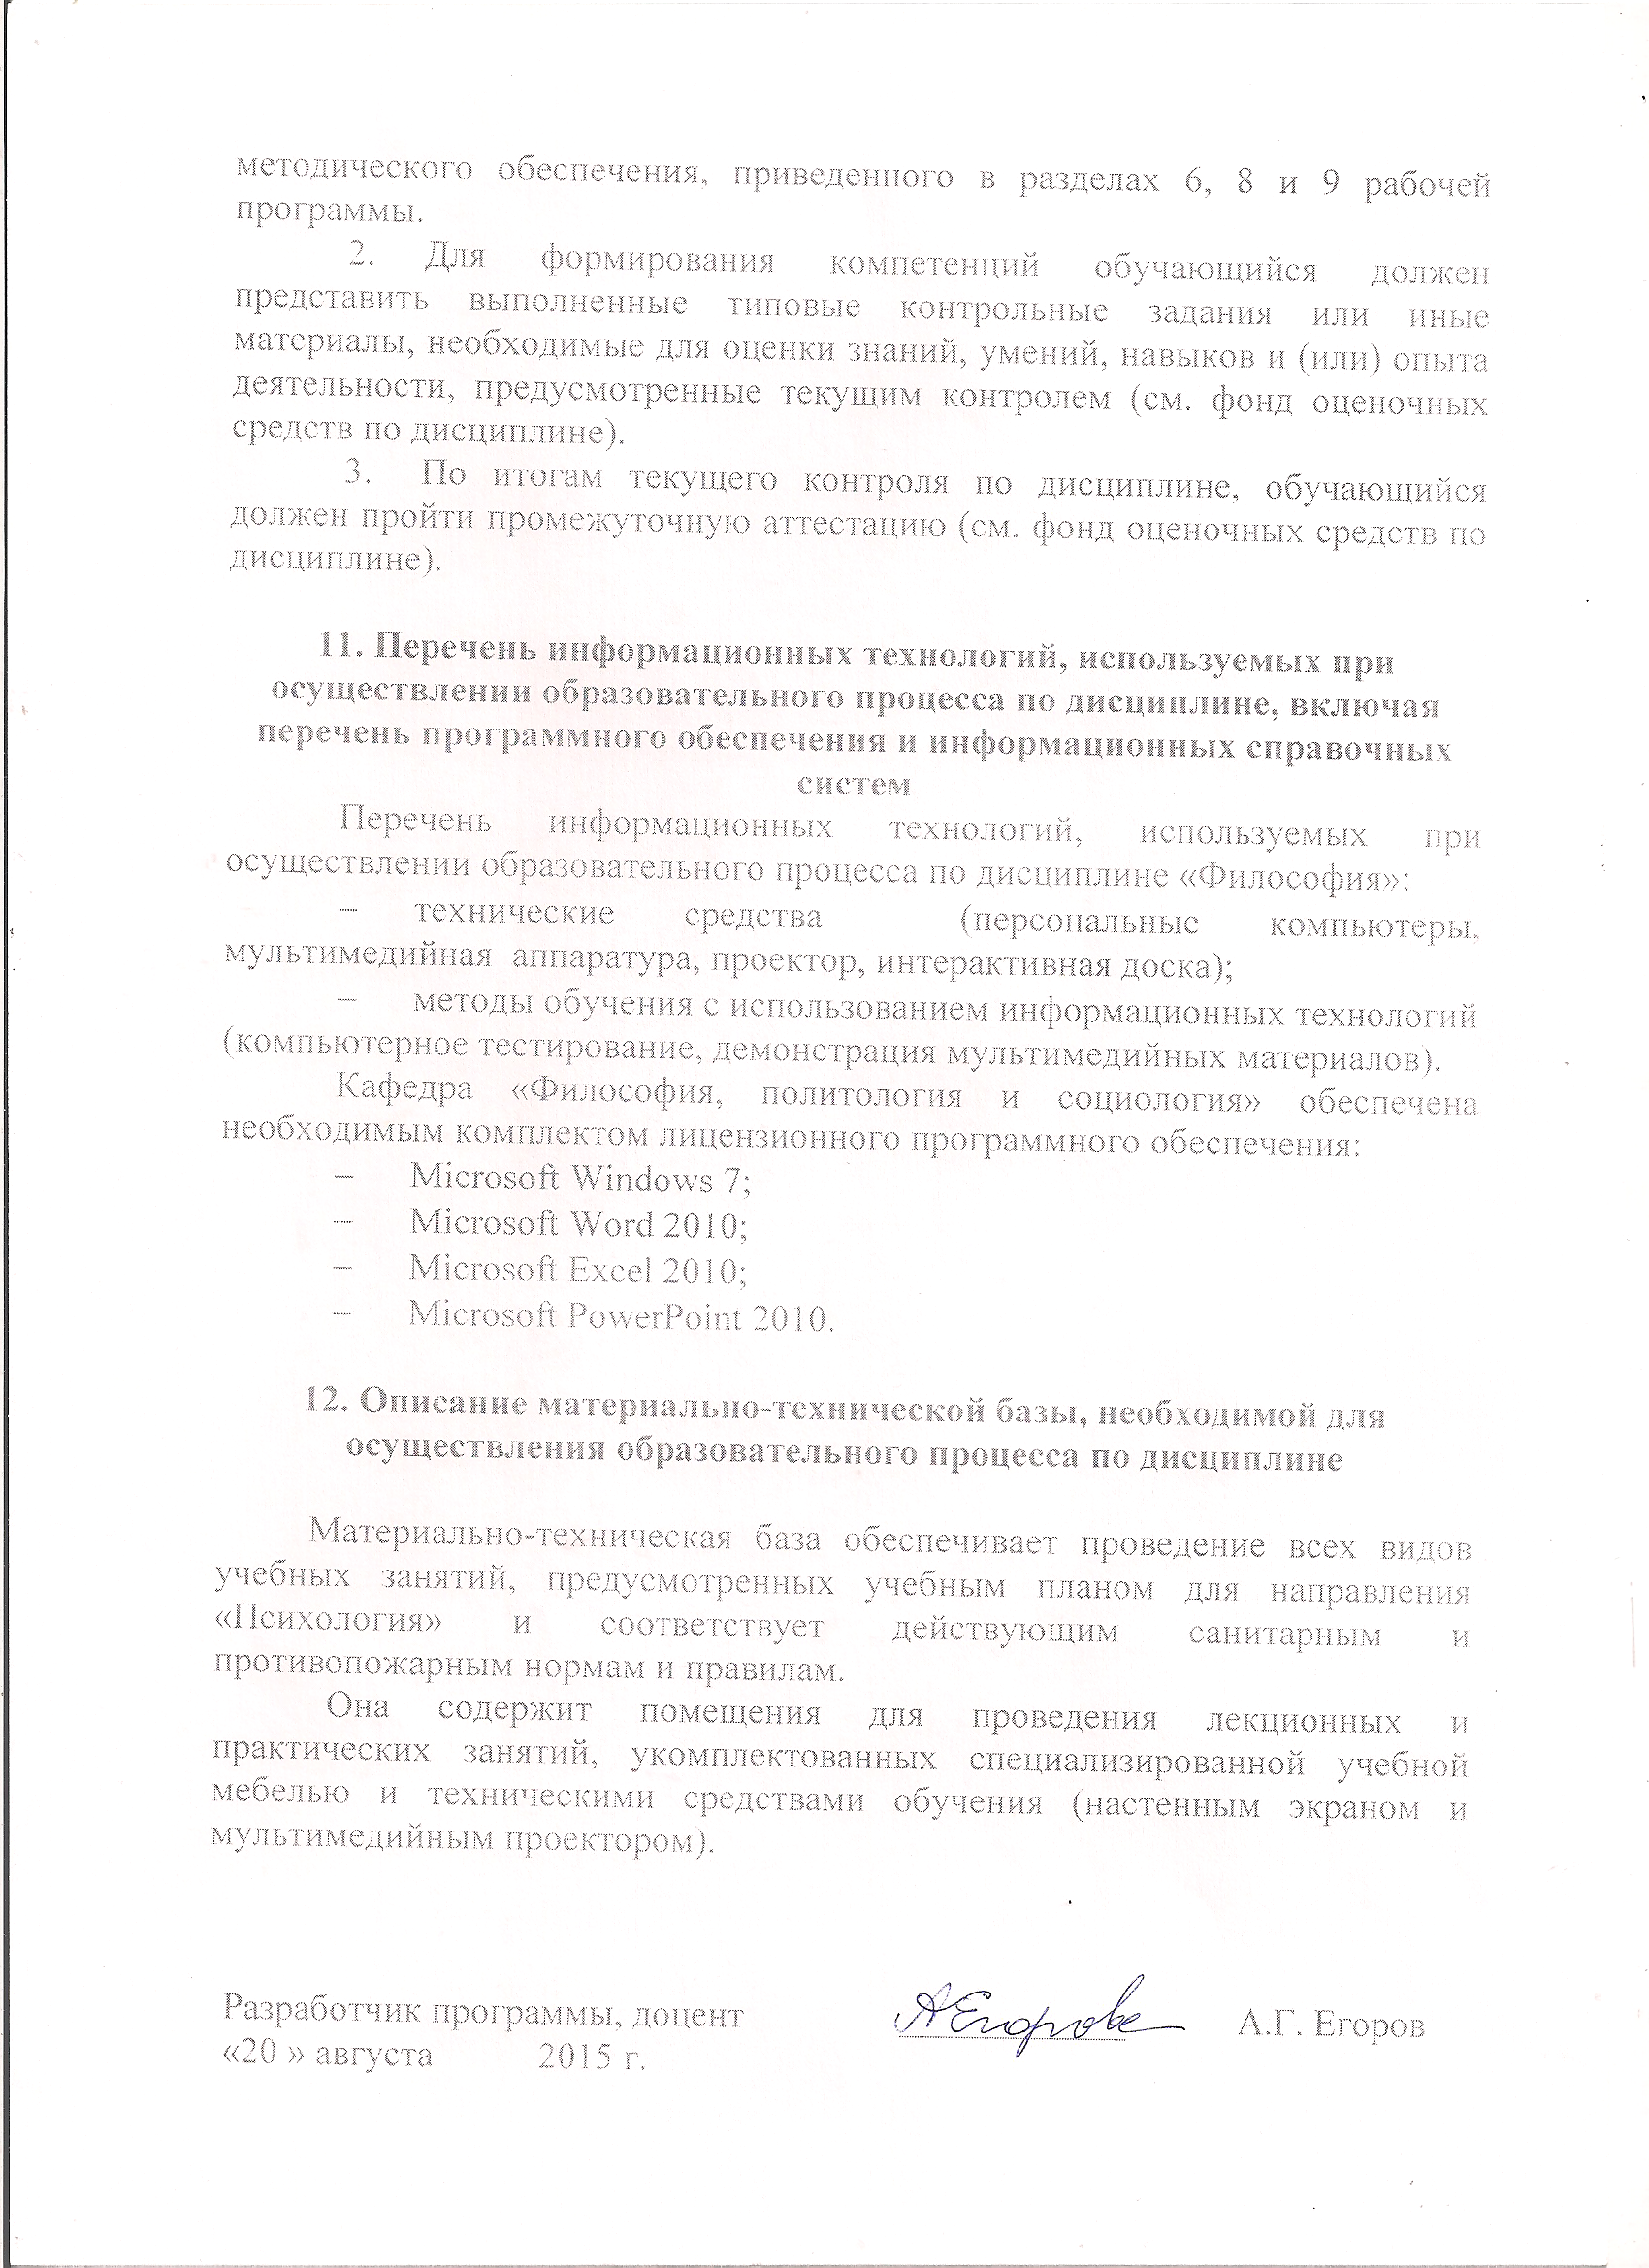 методического обеспечения, приведенного в разделах 6, 8 и 9 рабочей
программы.
2. Для формирования компетенций обучающийся должен
представить выполненные типовые контрольные задания или иные
материалы, необходимые для оценки знаний, умений, навыков и (или) опыта
деятельности, предусмотренные текущим контролем (см. фонд оценочных
средств по дисциплине).
3. По итогам текущего контроля по дисциплине, обучающийся
должен пройти промежуточную аттестацию (см. фонд оценочных средств по
дисциплине).
11. Перечень информационных технологий, используемых при
осуществлении образовательного процесса по дисциплине, включая
перечень программного обеспечения и информационных справочных
систем
Перечень информационных технологий, используемых при
осуществлении образовательного процесса по дисциплине «Философия»:
– технические средства (персональные компьютеры,
мультимедийная аппаратура, проектор, интерактивная доска);
– методы обучения с использованием информационных технологий
(компьютерное тестирование, демонстрация мультимедийных материалов).
Кафедра «Философия, политология и социология» обеспечена
необходимым комплектом лицензионного программного обеспечения:
– Microsoft Windows 7;
– Microsoft Word 2010;
– Microsoft Excel 2010;
– Microsoft PowerPoint 2010.
12. Описание материально-технической базы, необходимой для
осуществления образовательного процесса по дисциплине
Материально-техническая база обеспечивает проведение всех видов
учебных занятий, предусмотренных учебным планом для направления
«Психология» и соответствует действующим санитарным и
противопожарным нормам и правилам.
Она содержит помещения для проведения лекционных и
практических занятий, укомплектованных специализированной учебной
мебелью и техническими средствами обучения (настенным экраном и
мультимедийным проектором).
Разработчик программы, доцент АЕгоров А.Г. Егоров
«20 » августа 2015 г.